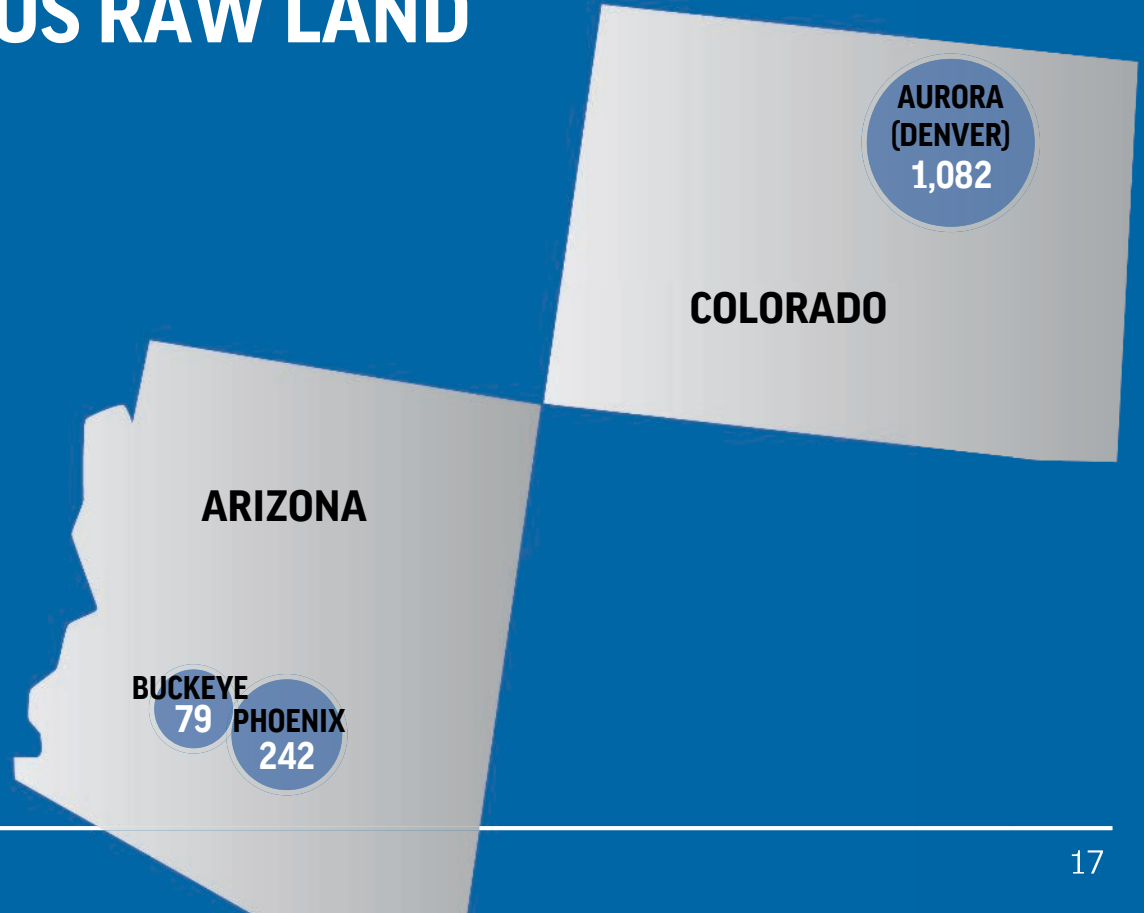 US RAW LAND
AURORA
(DENVER)
1,082
COLORADO
ARIZONA
BUCKEYE
79
PHOENIX
242
17